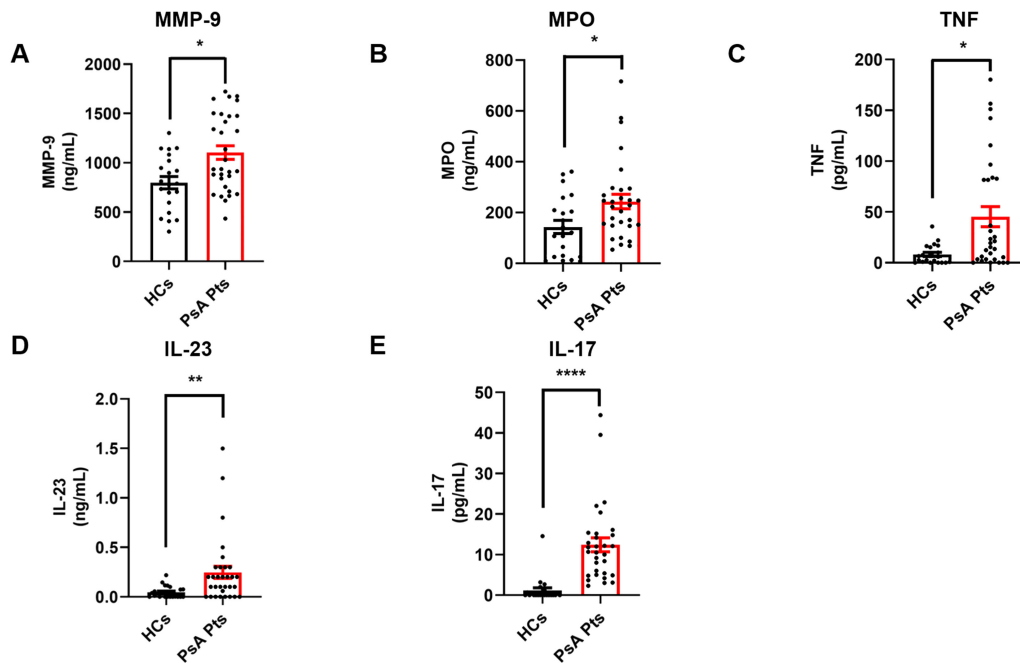 A
MMP-9
*
MMP-9
(ng/mL)
2000
1500
1000
500
0
HCs
PsA Pts
B
MPO
*
MPO
(ng/mL)
800
600
400
200
0
HCs
PsA Pts
C
TNF
*
TNF
(pg/mL)
200
150
100
50
0
HCs
PsA Pts
D
IL-23
**
IL-23
(ng/mL)
2.0
1.5
1.0
0.5
0.0
HCs
PsA Pts
E
IL-17
****
IL-17
(pg/mL)
50
40
30
20
10
0
HCs
PsA Pts